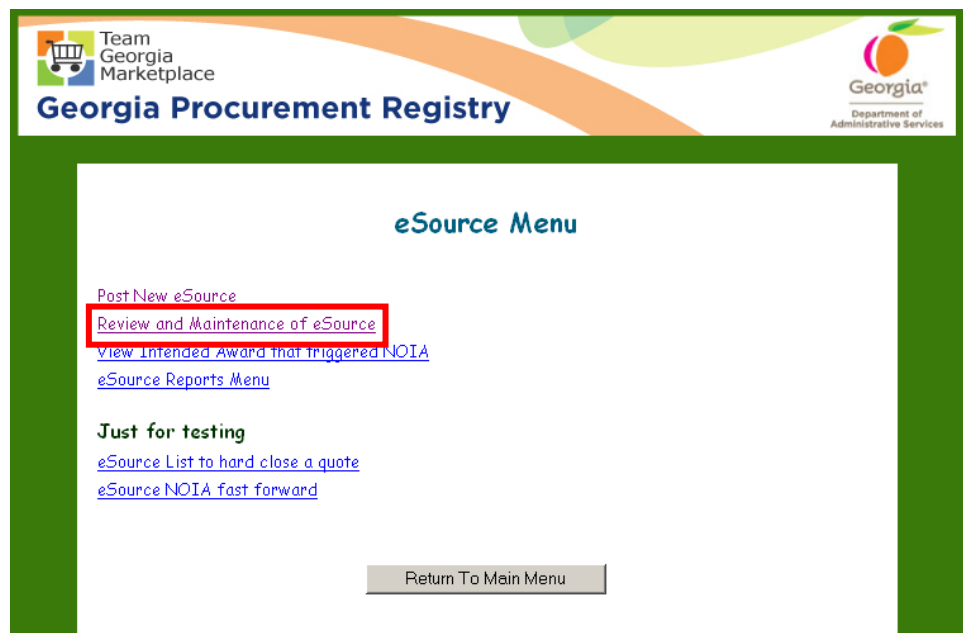 Team
Georgia
Marketplace
Georgia Procurement Registry
Georgia®
Department of
Administrative Services
eSource Menu
Post New eSource
Review and Maintenance of eSource
View Intended Award that triggered NOIA
eSource Reports Menu
Just for testing
eSource List to hard close a quote
eSource NOIA fast forward
Return To Main Menu